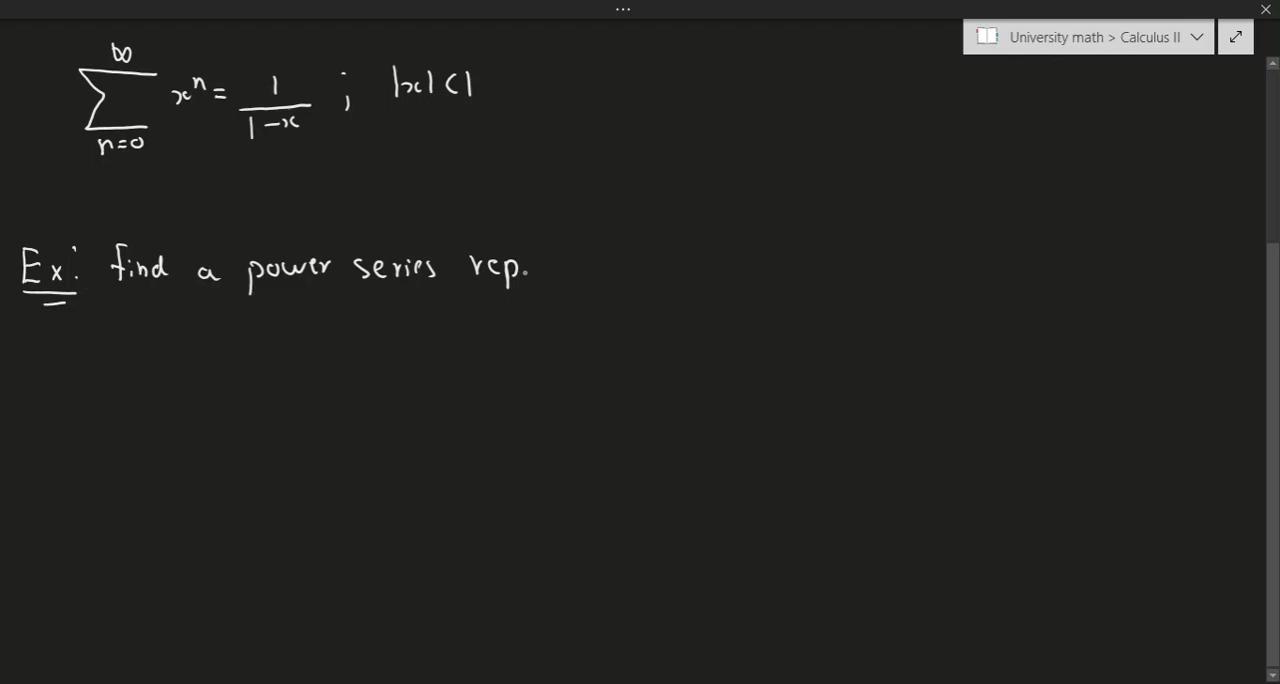 ...
University math > Calculus II
∞
∑ xⁿ = 1/(1-x) ; |x| < 1
n=0
Ex: find a power series rep.